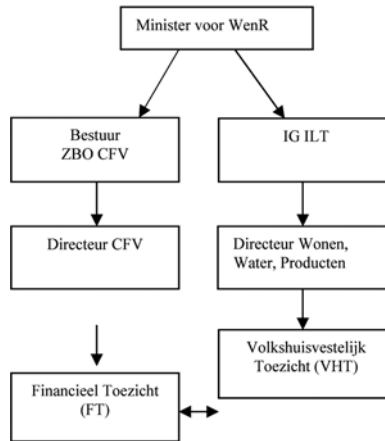 Minister voor WenR
Bestuur
ZBO CFV
IG ILT
Directeur CFV
Directeur Wonen,
Water, Producten
Volkshuisvestelijk
Toezicht (VHT)
Financieel Toezicht
(FT)